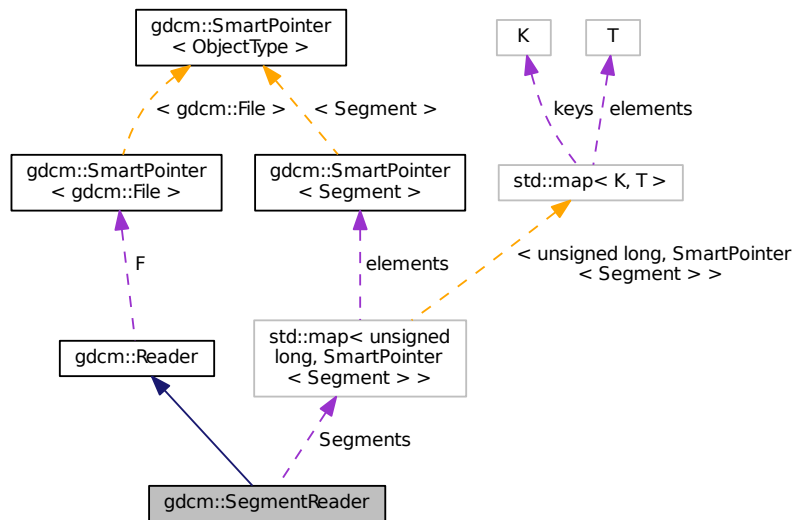 gdcm::SmartPointer
< ObjectType >
K
T
< gdcm::File >
< Segment >
keys
elements
gdcm::SmartPointer
< gdcm::File >
gdcm::SmartPointer
< Segment >
std::map< K, T >
F
elements
< unsigned long, SmartPointer
< Segment > >
gdcm::Reader
std::map< unsigned
long, SmartPointer
< Segment > >
Segments
gdcm::SegmentReader